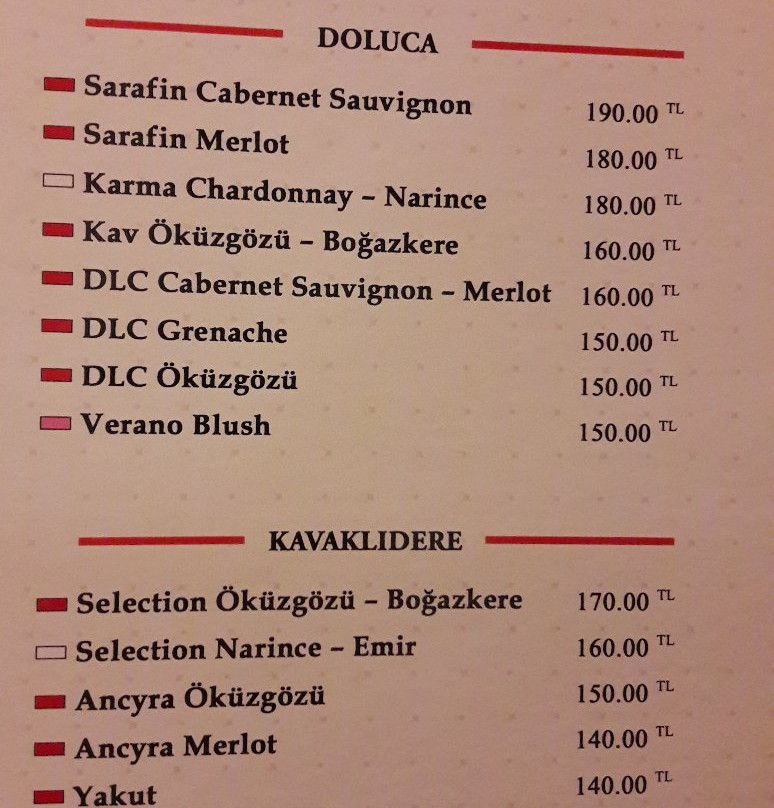 DOLUCA
Sarafin Cabernet Sauvignon 190.00 TL
Sarafin Merlot 180.00 TL
Karma Chardonnay – Narince 180.00 TL
Kav Öküzgözü – Boğazkere 160.00 TL
DLC Cabernet Sauvignon – Merlot 160.00 TL
DLC Grenache 150.00 TL
DLC Öküzgözü 150.00 TL
Verano Blush 150.00 TL
KAVAKLIDERE
Selection Öküzgözü – Boğazkere 170.00 TL
Selection Narince – Emir 160.00 TL
Ancyra Öküzgözü 150.00 TL
Ancyra Merlot 140.00 TL
Yakut 140.00 TL